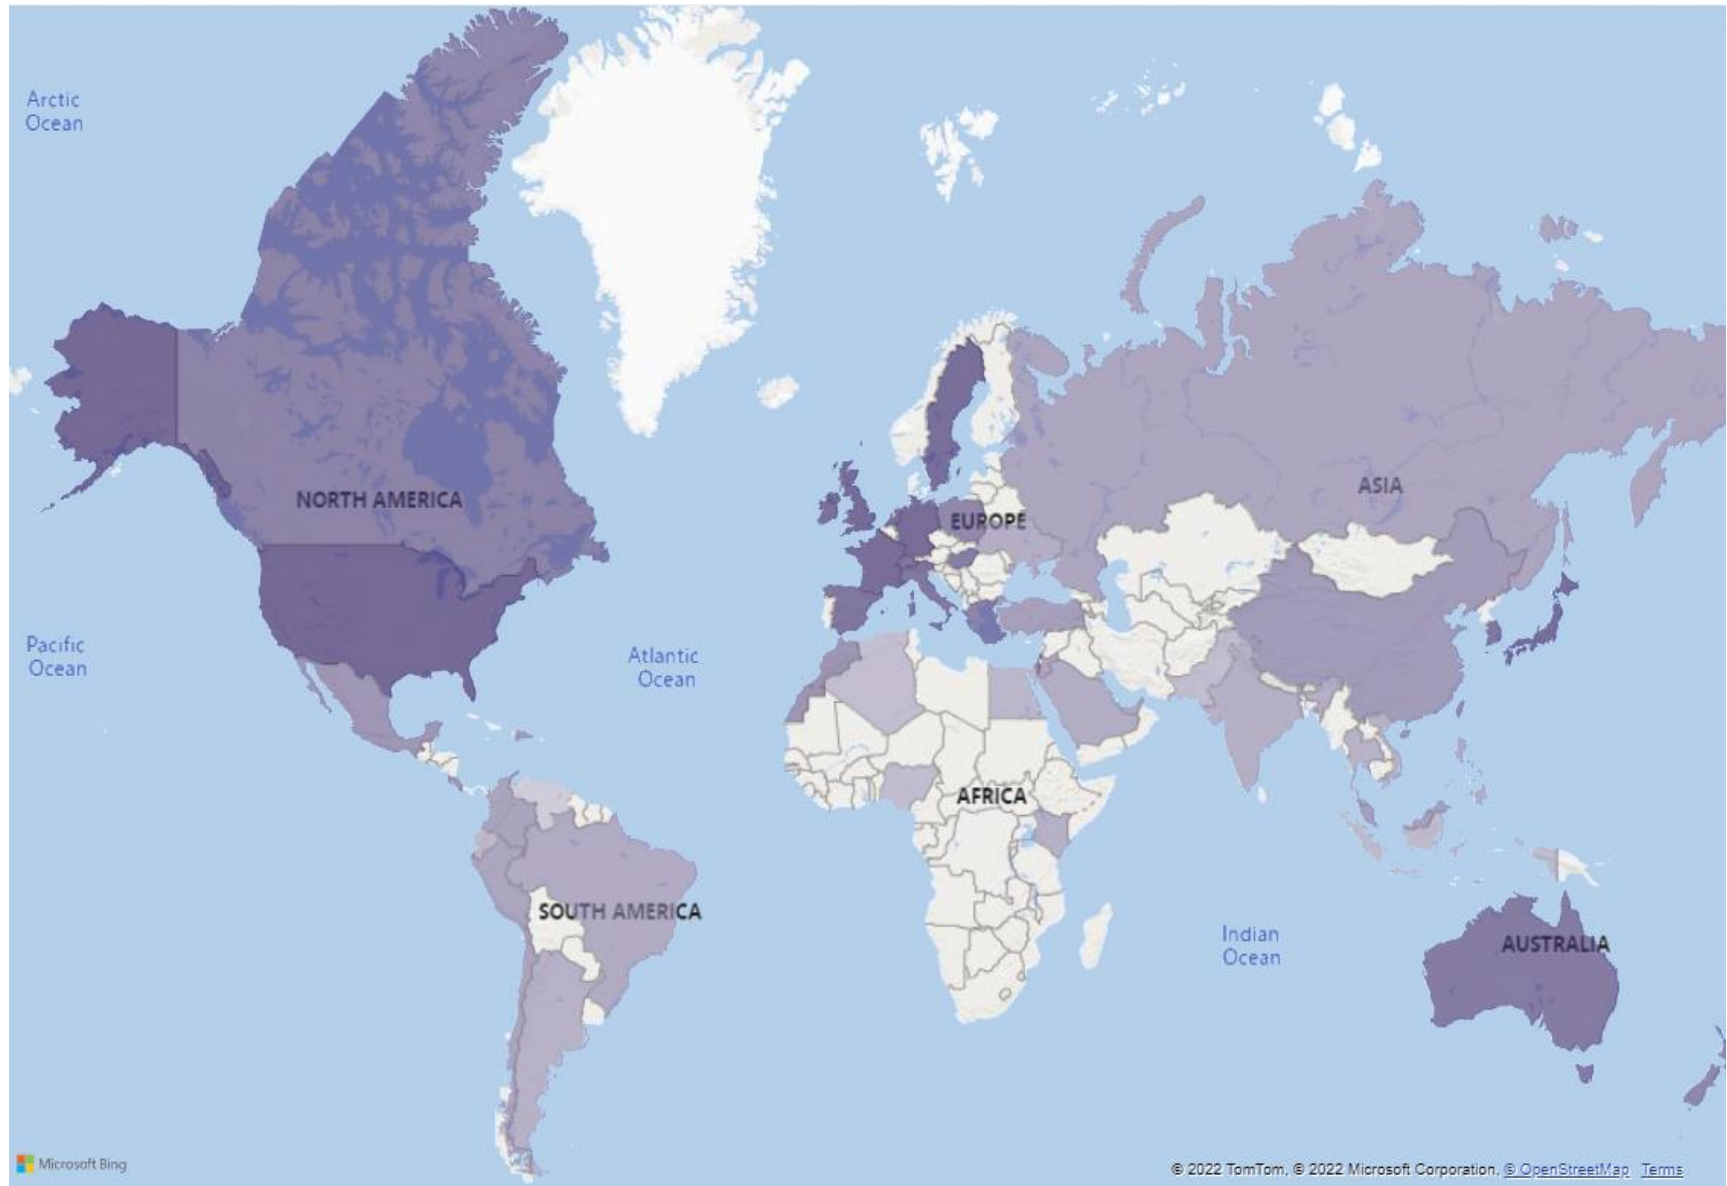 Arctic
Ocean
NORTH AMERICA
ASIA
EUROPE
Pacific
Ocean
Atlantic
Ocean
AFRICA
SOUTH AMERICA
Indian
Ocean
AUSTRALIA
Microsoft Bing
© 2022 TomTom, © 2022 Microsoft Corporation, © OpenStreetMap Terms